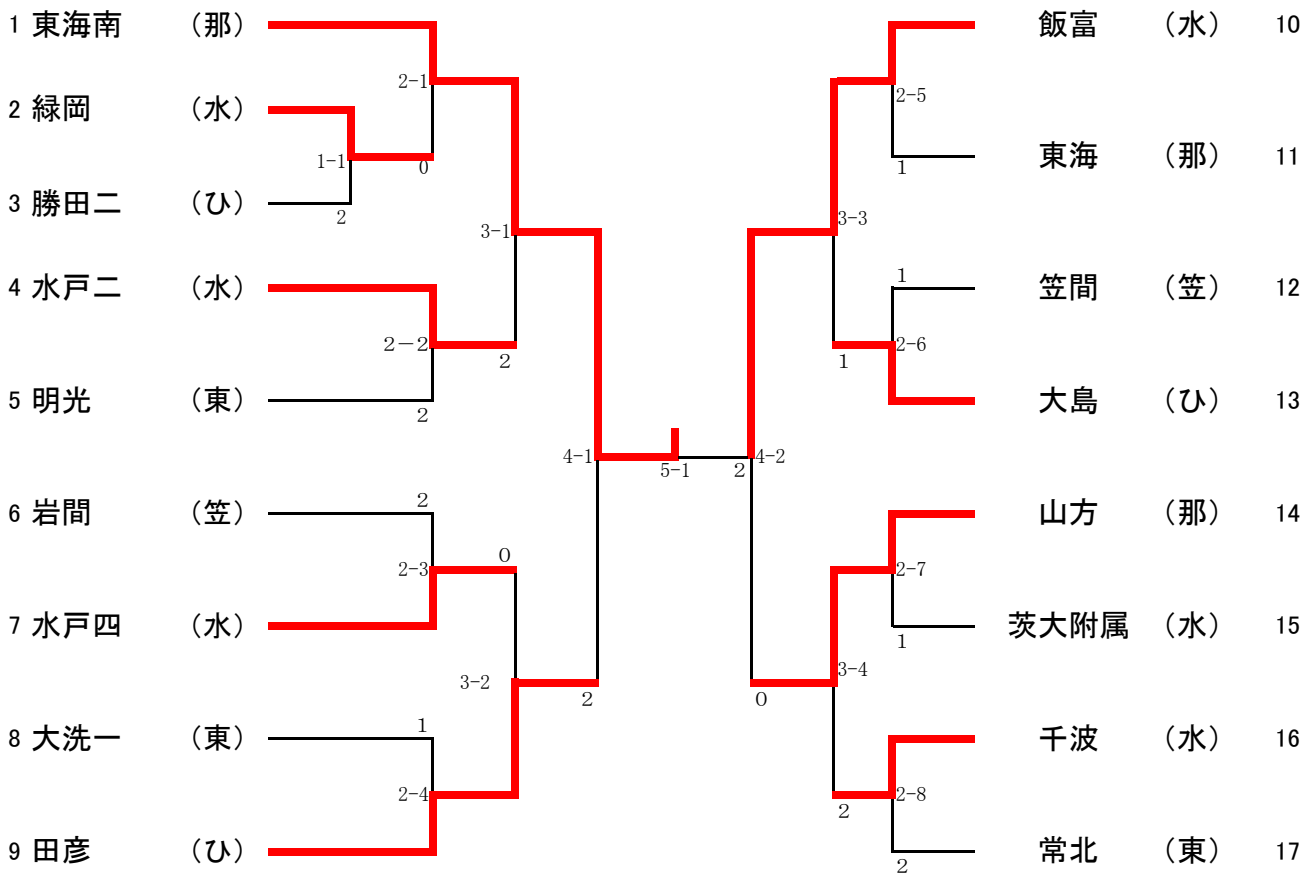 1 東海南 （那） 飯富 （水） 10
2-1 2-5
2 緑岡 （水）
1-1 0 東海 （那） 11
1
3 勝田二 （ひ）
2 3-1 3-3
1
4 水戸二 （水） 笠間 （笠） 12
２－２ 2 2-6
1
5 明光 （東） 大島 （ひ） 13
2
4-1 5-1 2 4-2
2
6 岩間 （笠） 山方 （那） 14
0
2-3 2-7
7 水戸四 （水） 茨大附属 （水） 15
1
3-2 3-4
2 0
1
8 大洗一 （東） 千波 （水） 16
2-4 2-8
2
9 田彦 （ひ） 常北 （東） 17
2